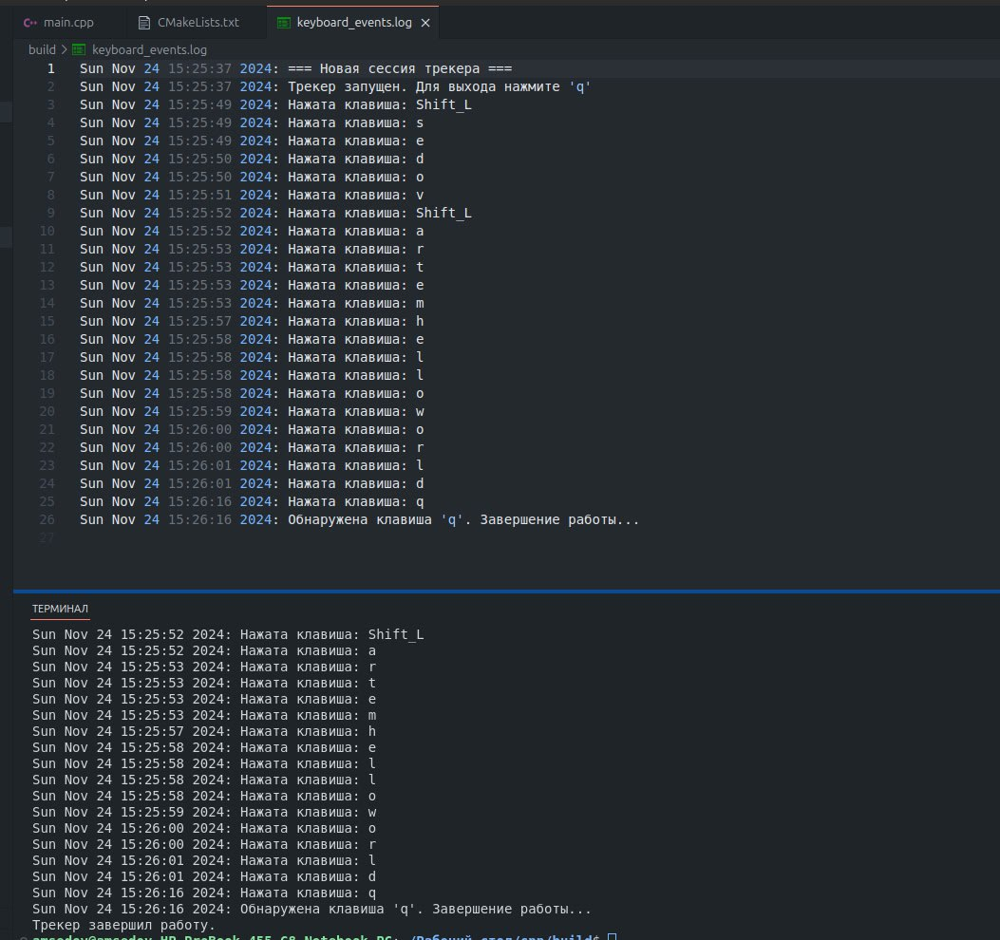 main.cpp CMakeLists.txt keyboard_events.log
build > keyboard_events.log
1 Sun Nov 24 15:25:37 2024: === Новая сессия трекера ===
2 Sun Nov 24 15:25:37 2024: Трекер запущен. Для выхода нажмите 'q'
3 Sun Nov 24 15:25:49 2024: Нажата клавиша: Shift_L
4 Sun Nov 24 15:25:49 2024: Нажата клавиша: s
5 Sun Nov 24 15:25:49 2024: Нажата клавиша: e
6 Sun Nov 24 15:25:50 2024: Нажата клавиша: d
7 Sun Nov 24 15:25:50 2024: Нажата клавиша: o
8 Sun Nov 24 15:25:51 2024: Нажата клавиша: v
9 Sun Nov 24 15:25:52 2024: Нажата клавиша: Shift_L
10 Sun Nov 24 15:25:52 2024: Нажата клавиша: a
11 Sun Nov 24 15:25:53 2024: Нажата клавиша: r
12 Sun Nov 24 15:25:53 2024: Нажата клавиша: t
13 Sun Nov 24 15:25:53 2024: Нажата клавиша: e
14 Sun Nov 24 15:25:53 2024: Нажата клавиша: m
15 Sun Nov 24 15:25:57 2024: Нажата клавиша: h
16 Sun Nov 24 15:25:58 2024: Нажата клавиша: e
17 Sun Nov 24 15:25:58 2024: Нажата клавиша: l
18 Sun Nov 24 15:25:58 2024: Нажата клавиша: l
19 Sun Nov 24 15:25:58 2024: Нажата клавиша: o
20 Sun Nov 24 15:25:59 2024: Нажата клавиша: w
21 Sun Nov 24 15:26:00 2024: Нажата клавиша: o
22 Sun Nov 24 15:26:00 2024: Нажата клавиша: r
23 Sun Nov 24 15:26:01 2024: Нажата клавиша: l
24 Sun Nov 24 15:26:01 2024: Нажата клавиша: d
25 Sun Nov 24 15:26:16 2024: Нажата клавиша: q
26 Sun Nov 24 15:26:16 2024: Обнаружена клавиша 'q'. Завершение работы...
27
ТЕРМИНАЛ
Sun Nov 24 15:25:52 2024: Нажата клавиша: Shift_L
Sun Nov 24 15:25:52 2024: Нажата клавиша: a
Sun Nov 24 15:25:53 2024: Нажата клавиша: r
Sun Nov 24 15:25:53 2024: Нажата клавиша: t
Sun Nov 24 15:25:53 2024: Нажата клавиша: e
Sun Nov 24 15:25:53 2024: Нажата клавиша: m
Sun Nov 24 15:25:57 2024: Нажата клавиша: h
Sun Nov 24 15:25:58 2024: Нажата клавиша: e
Sun Nov 24 15:25:58 2024: Нажата клавиша: l
Sun Nov 24 15:25:58 2024: Нажата клавиша: l
Sun Nov 24 15:25:58 2024: Нажата клавиша: o
Sun Nov 24 15:25:59 2024: Нажата клавиша: w
Sun Nov 24 15:26:00 2024: Нажата клавиша: o
Sun Nov 24 15:26:00 2024: Нажата клавиша: r
Sun Nov 24 15:26:01 2024: Нажата клавиша: l
Sun Nov 24 15:26:01 2024: Нажата клавиша: d
Sun Nov 24 15:26:16 2024: Нажата клавиша: q
Sun Nov 24 15:26:16 2024: Обнаружена клавиша 'q'. Завершение работы...
Трекер завершил работу.